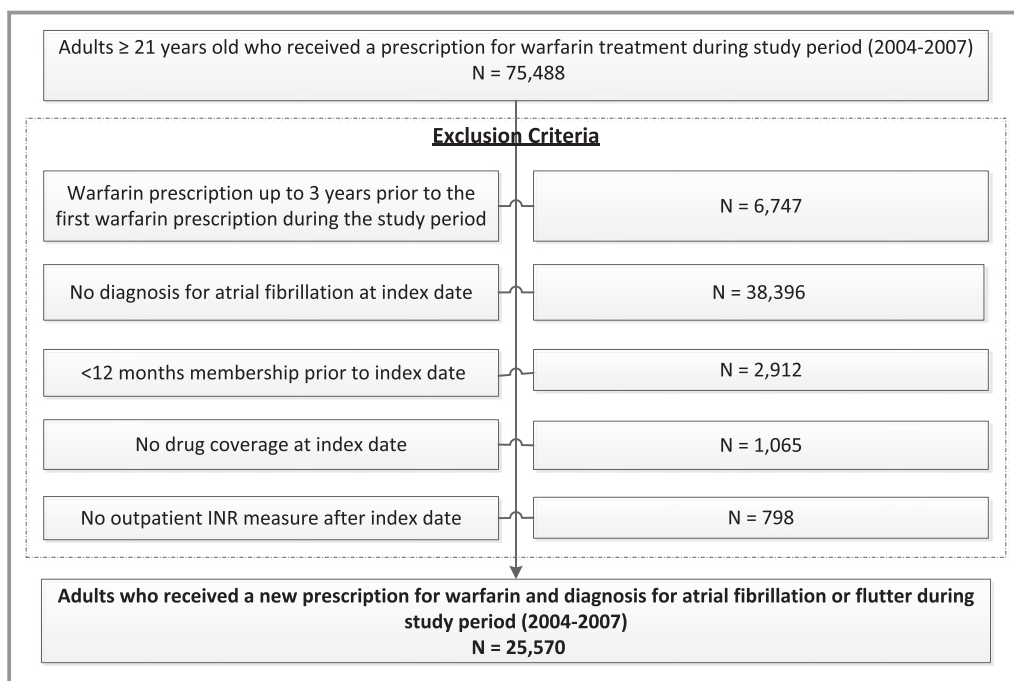 Adults ≥ 21 years old who received a prescription for warfarin treatment during study period (2004-2007)
N = 75,488
Exclusion Criteria
Warfarin prescription up to 3 years prior to the
first warfarin prescription during the study period
N = 6,747
No diagnosis for atrial fibrillation at index date
N = 38,396
<12 months membership prior to index date
N = 2,912
No drug coverage at index date
N = 1,065
No outpatient INR measure after index date
N = 798
Adults who received a new prescription for warfarin and diagnosis for atrial fibrillation or flutter during
study period (2004-2007)
N = 25,570